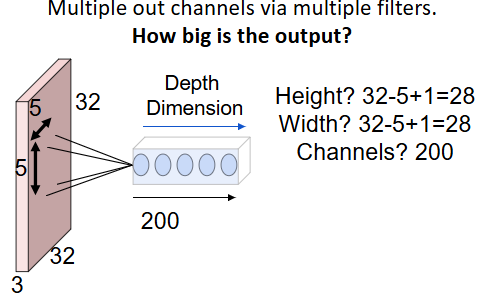 Multiple out channels via multiple filters.
How big is the output?
Depth
Dimension
5
32
5
32
3
200
Height? 32-5+1=28
Width? 32-5+1=28
Channels? 200